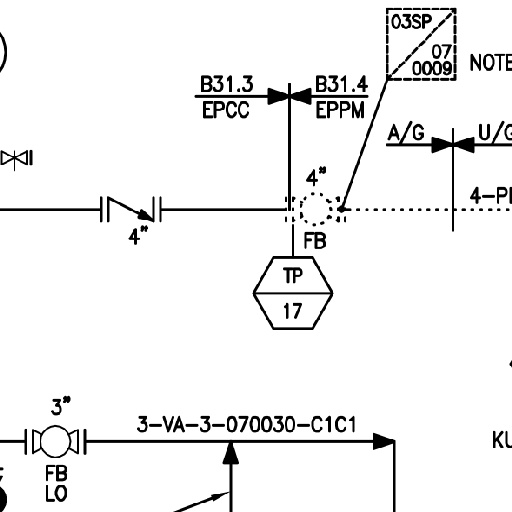 03SP
07
0009
NOTE
B31.3
B31.4
EPCC
EPPM
A/G
U/G
4"
4-P
4"
FB
TP
17
3"
3-VA-3-070030-C1C1
KU
FB
LO